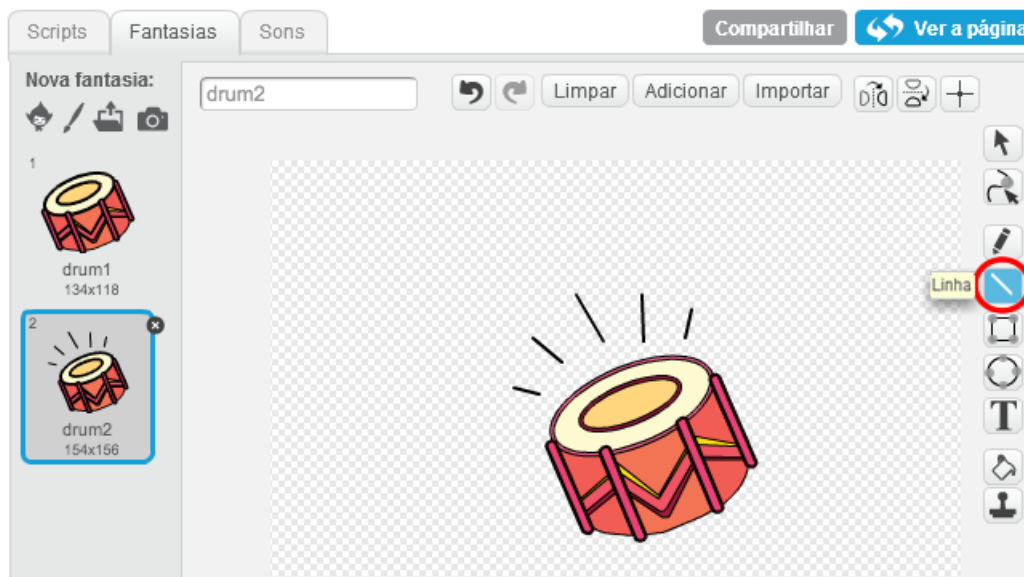 Scripts Fantasias Sons Compartilhar Ver a página
Nova fantasia:
drum2 Limpar Adicionar Importar
1
drum1
134x118
Linha
2
drum2
154x156
T